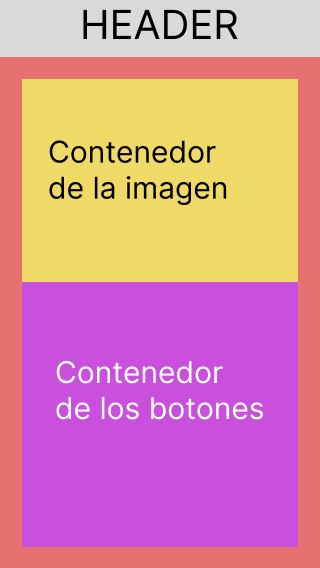 HEADER
Contenedor
de la imagen
Contenedor
de los botones